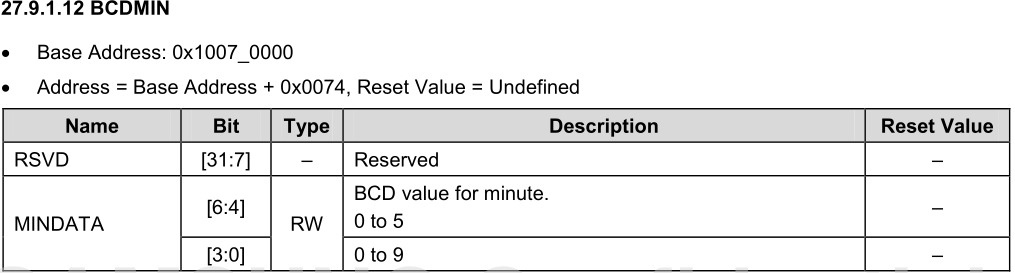 27.9.1.12 BCDMIN
• Base Address: 0x1007_0000
• Address = Base Address + 0x0074, Reset Value = Undefined
Name Bit Type Description Reset Value
RSVD [31:7] – Reserved –
MINDATA [6:4] RW BCD value for minute. –
0 to 5
[3:0] 0 to 9 –